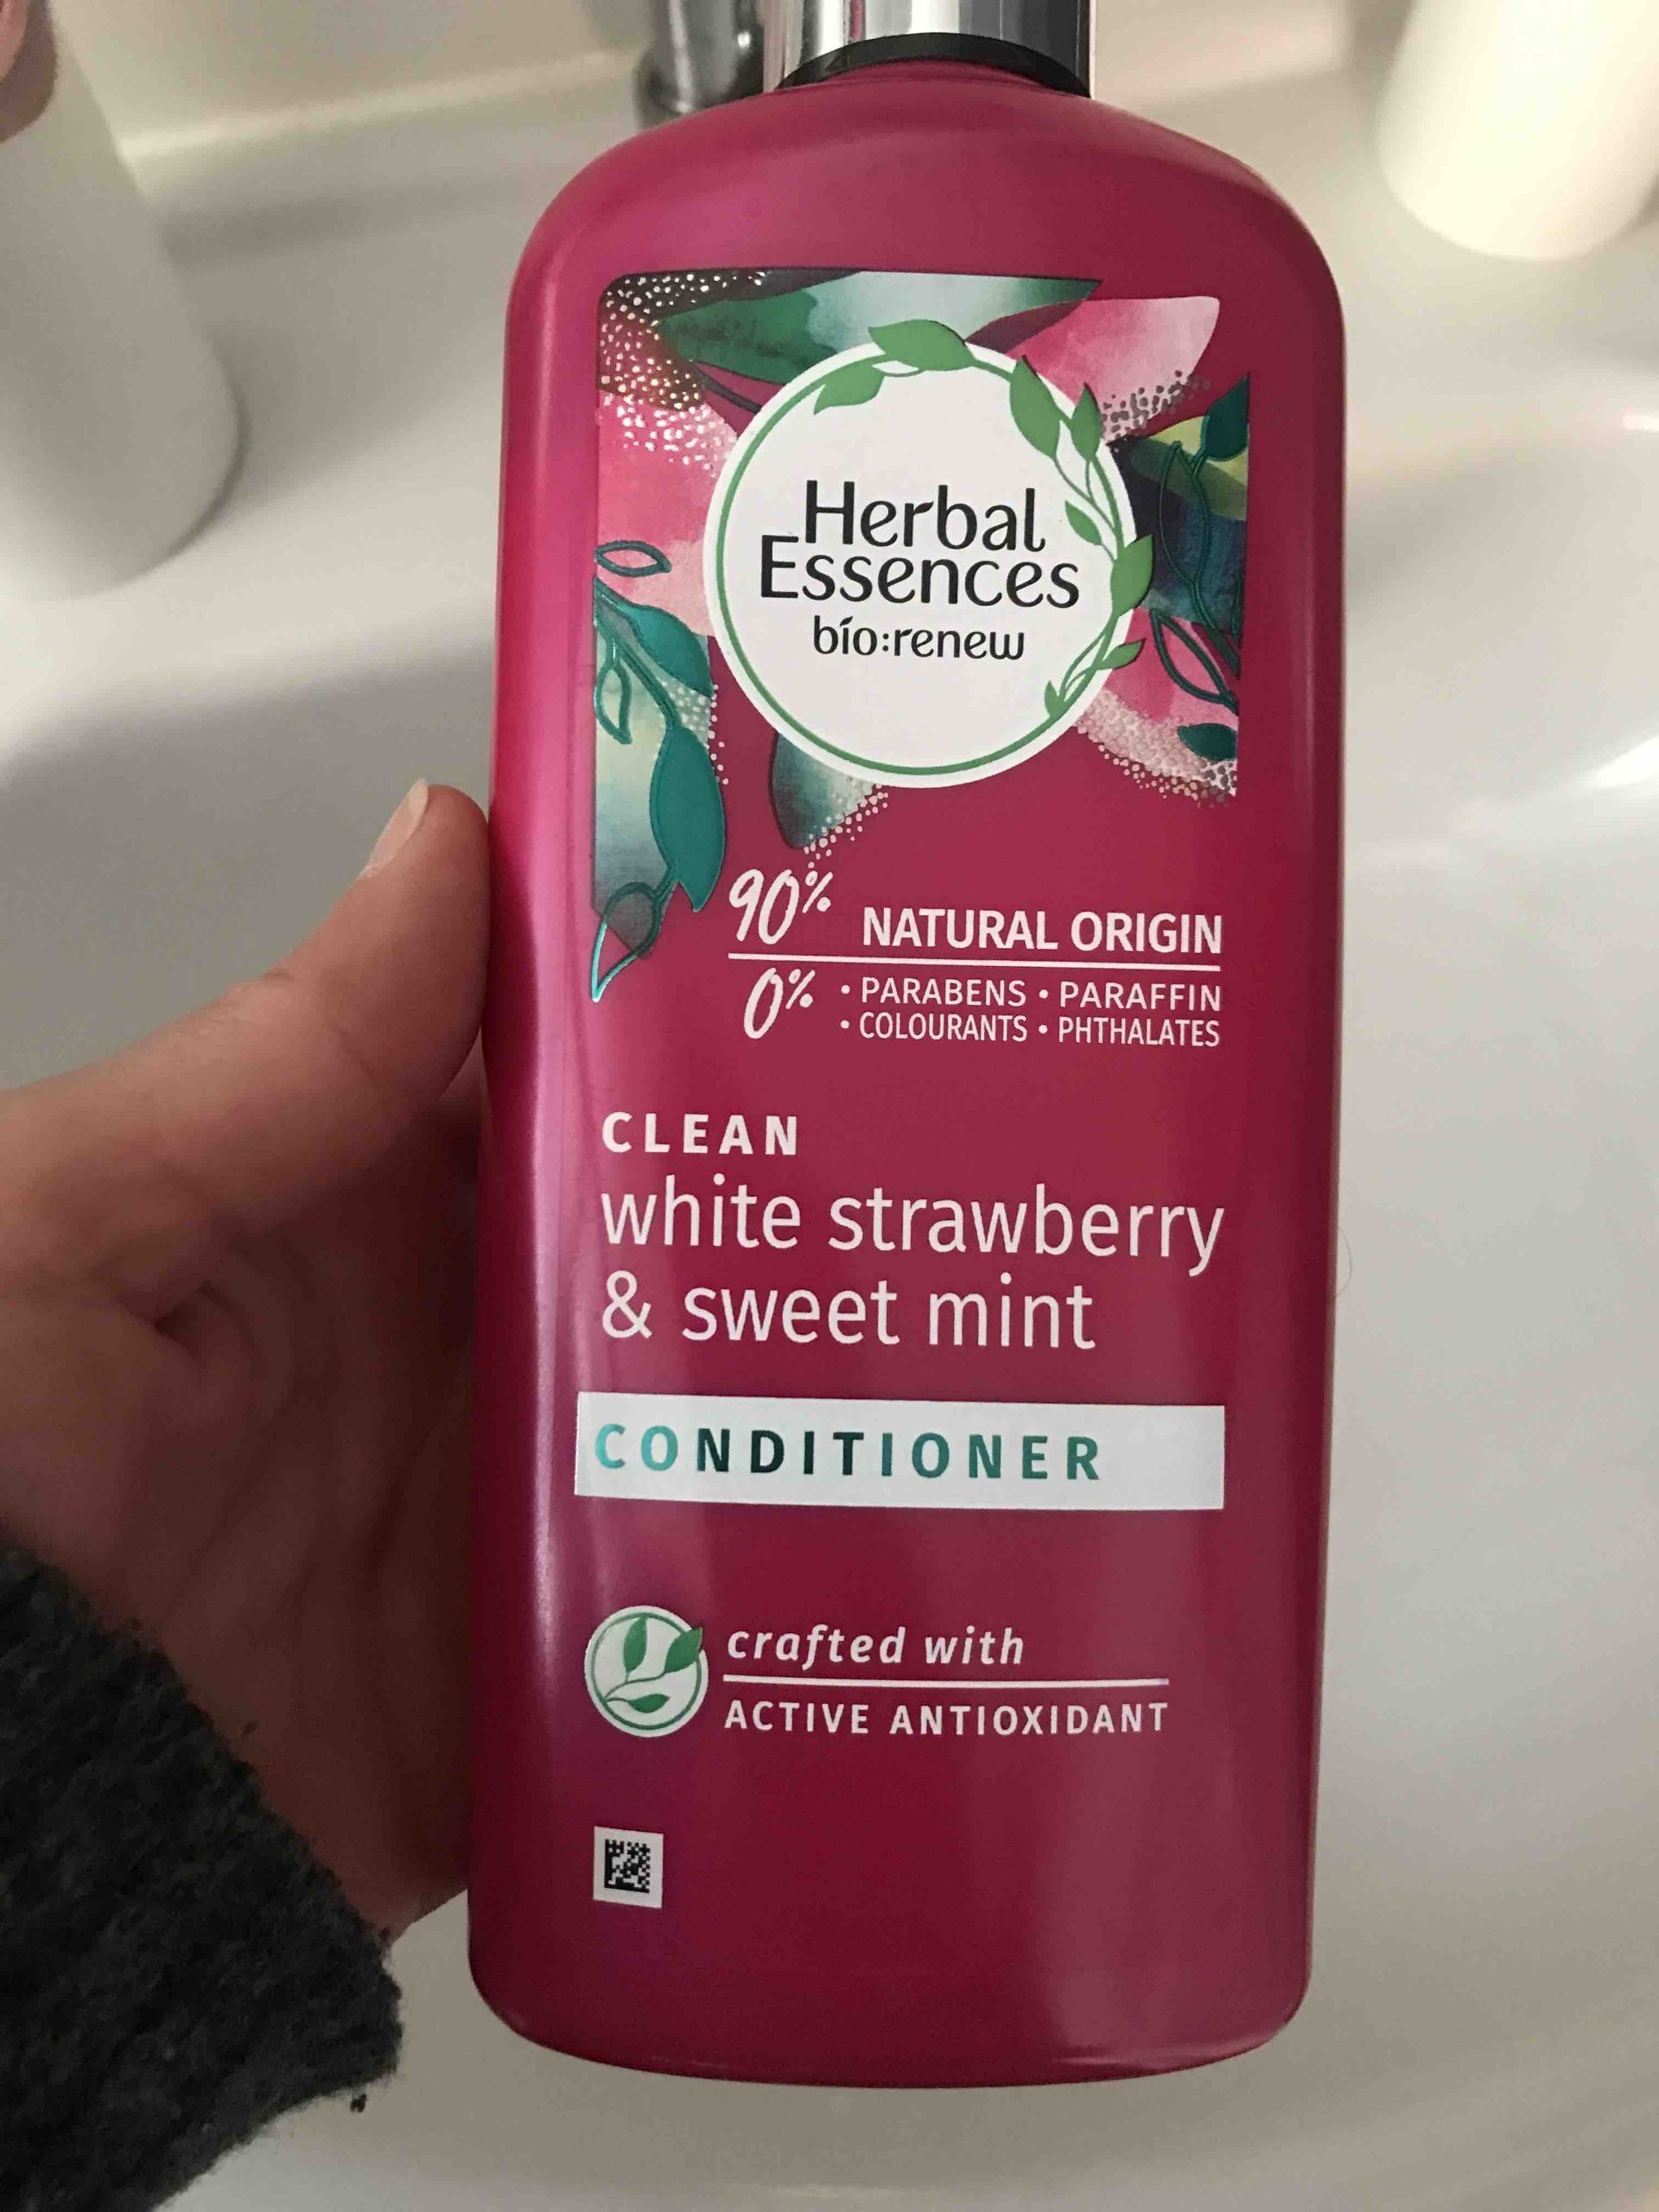 Herbal
Essences
bío:renew
90% NATURAL ORIGIN
0% • PARABENS • PARAFFIN
• COLOURANTS • PHTHALATES
CLEAN
white strawberry
& sweet mint
CONDITIONER
crafted with
ACTIVE ANTIOXIDANT